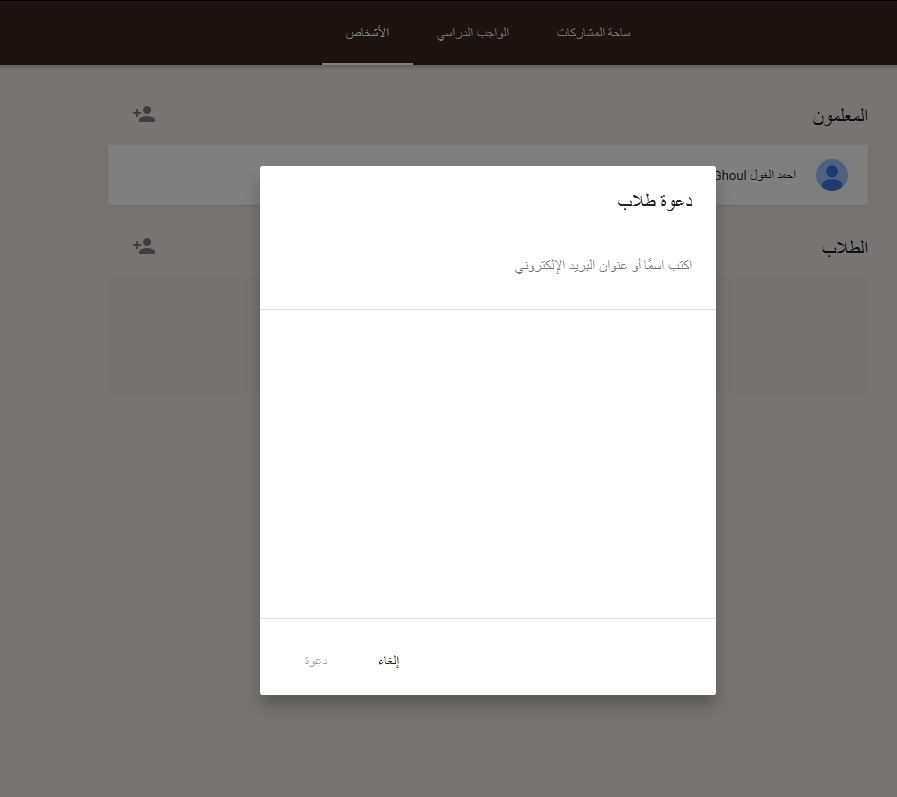 ساحة المشاركات
الواجب الدراسي
الأشخاص
المعلمون
احمد الغول Ghoul
الطلاب
دعوة طلاب
اكتب اسمًا أو عنوان البريد الإلكتروني
إلغاء
دعوة